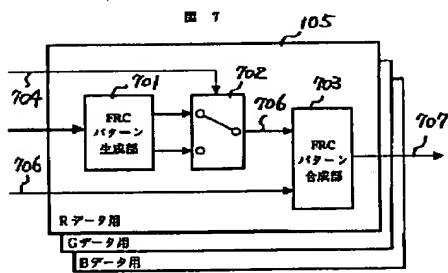 図 7
105
704
701
FRC
パターン
生成部
702
706
703
FRC
パターン
合成部
707
706
Rデータ用
Gデータ用
Bデータ用